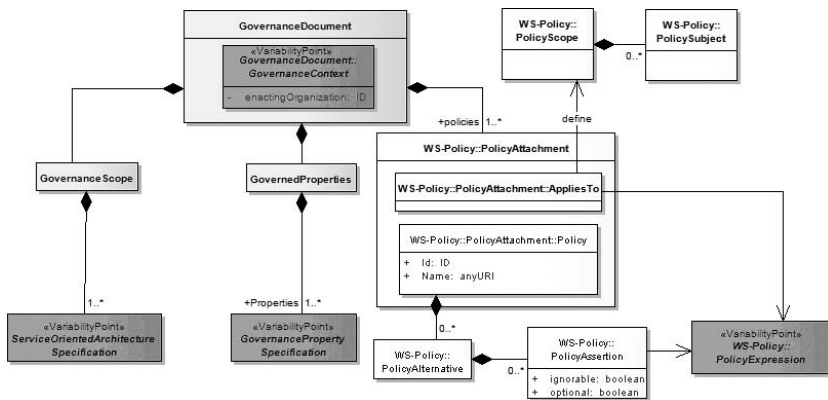 GovernanceDocument
«VariabilityPoint»
GovernanceDocument::
GovernanceContext
- enactingOrganization: ID
WS-Policy::
PolicyScope
WS-Policy::
PolicySubject
0..*
define
+policies
1..*
WS-Policy::PolicyAttachment
WS-Policy::PolicyAttachment::AppliesTo
GovernanceScope
GovernedProperties
WS-Policy::PolicyAttachment::Policy
+ Id: ID
+ Name: anyURI
1..*
+Properties
1..*
0..*
«VariabilityPoint»
ServiceOrientedArchitecture
Specification
«VariabilityPoint»
GovernanceProperty
Specification
WS-Policy::
PolicyAlternative
0..*
WS-Policy::
PolicyAssertion
+ ignorable: boolean
+ optional: boolean
«VariabilityPoint»
WS-Policy::
PolicyExpression